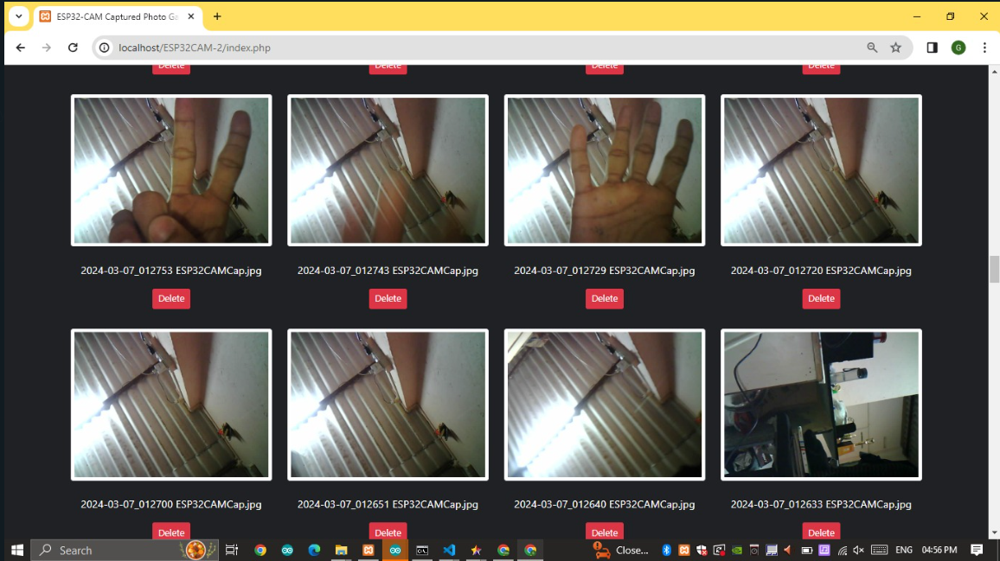 ESP32-CAM Captured Photo Ga
localhost/ESP32CAM-2/index.php
G
Delete Delete Delete Delete
2024-03-07_012753 ESP32CAMCap.jpg 2024-03-07_012743 ESP32CAMCap.jpg 2024-03-07_012729 ESP32CAMCap.jpg 2024-03-07_012720 ESP32CAMCap.jpg
Delete Delete Delete Delete
2024-03-07_012700 ESP32CAMCap.jpg 2024-03-07_012651 ESP32CAMCap.jpg 2024-03-07_012640 ESP32CAMCap.jpg 2024-03-07_012633 ESP32CAMCap.jpg
Delete Delete Delete Delete
Search Close... ENG 04:56 PM